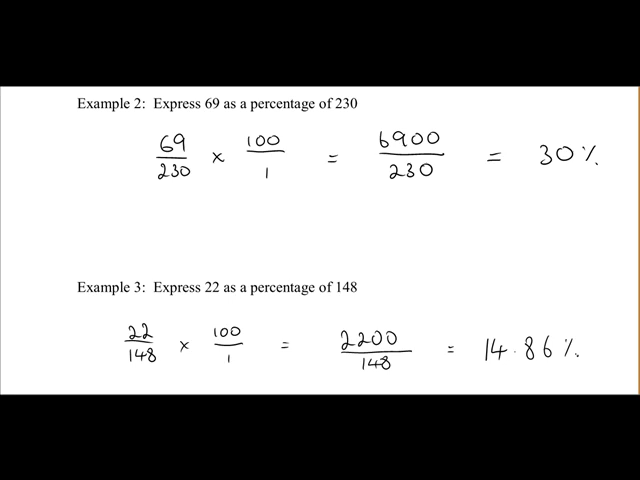 Example 2:  Express 69 as a percentage of 230
69/230 × 100/1 = 6900/230 = 30%
Example 3:  Express 22 as a percentage of 148
22/148 × 100/1 = 2200/148 = 14.86%